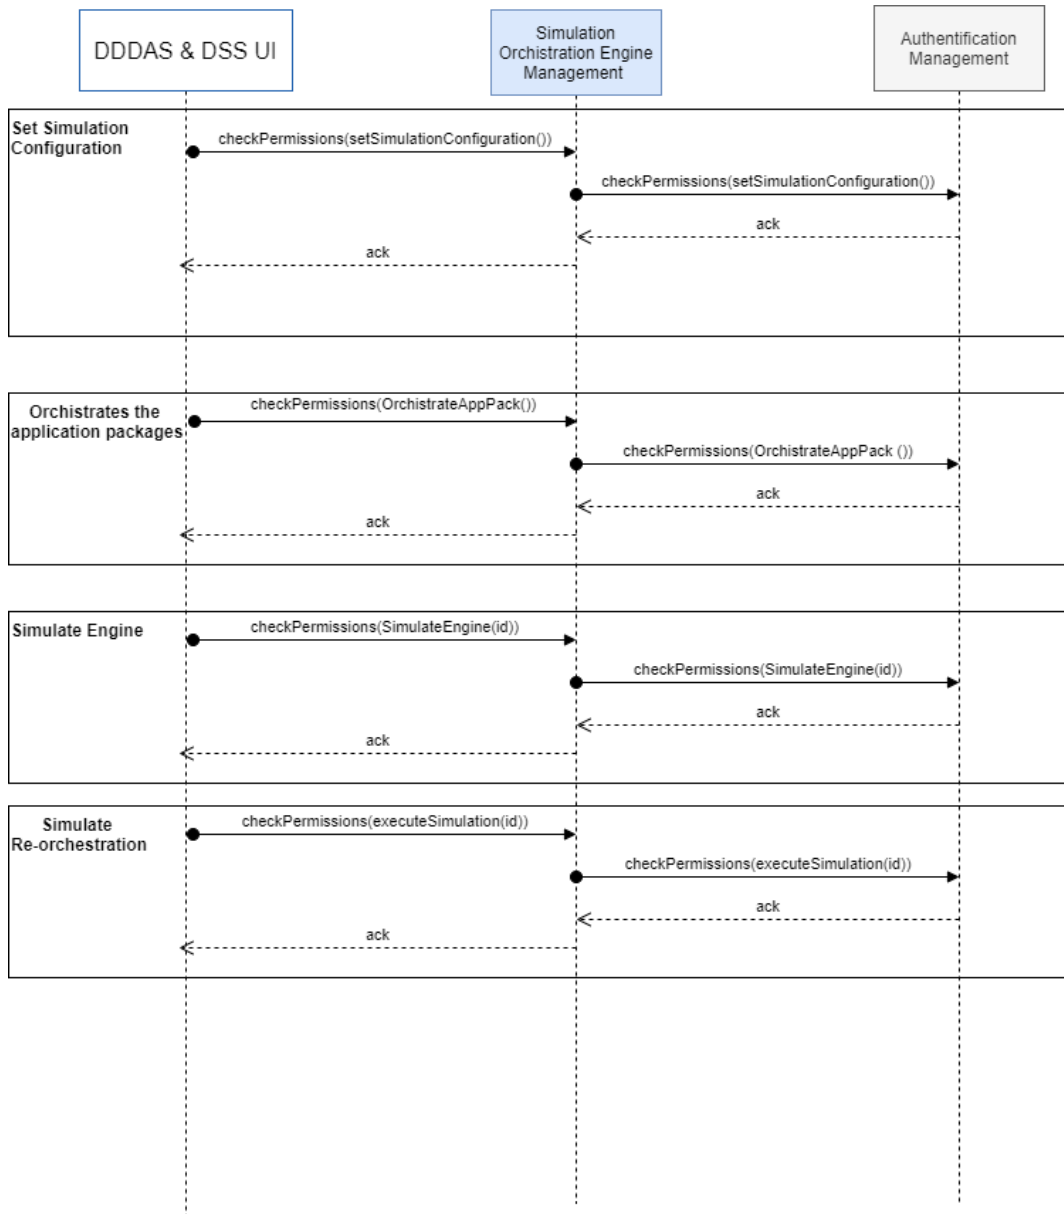 DDDAS & DSS UI
Simulation
Orchistration Engine
Management
Authentification
Management
Set Simulation
Configuration
checkPermissions(setSimulationConfiguration())
checkPermissions(setSimulationConfiguration())
ack
ack
Orchistrates the
application packages
checkPermissions(OrchistrateAppPack())
checkPermissions(OrchistrateAppPack ())
ack
ack
Simulate Engine
checkPermissions(SimulateEngine(id))
checkPermissions(SimulateEngine(id))
ack
ack
Simulate
Re-orchestration
checkPermissions(executeSimulation(id))
checkPermissions(executeSimulation(id))
ack
ack